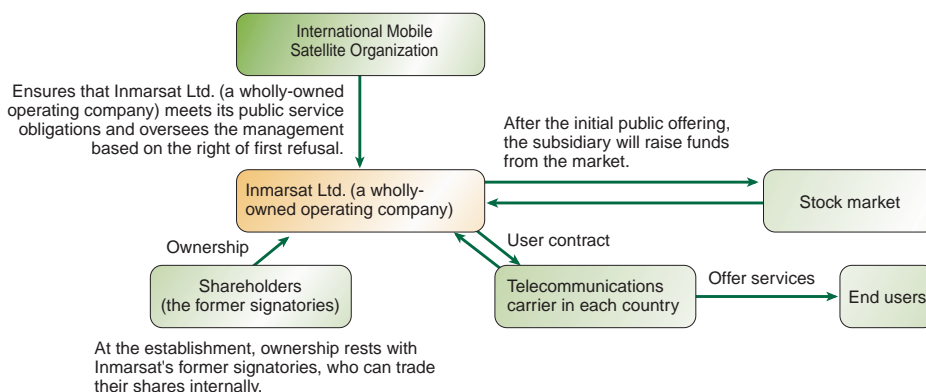 International Mobile
Satellite Organization
Ensures that Inmarsat Ltd. (a wholly-owned
operating company) meets its public service
obligations and oversees the management
based on the right of first refusal.
After the initial public offering,
the subsidiary will raise funds
from the market.
Inmarsat Ltd. (a wholly-
owned operating company)
Stock market
Ownership
User contract
Shareholders
(the former signatories)
Telecommunications
carrier in each country
Offer services
End users
At the establishment, ownership rests with
Inmarsat's former signatories, who can trade
their shares internally.